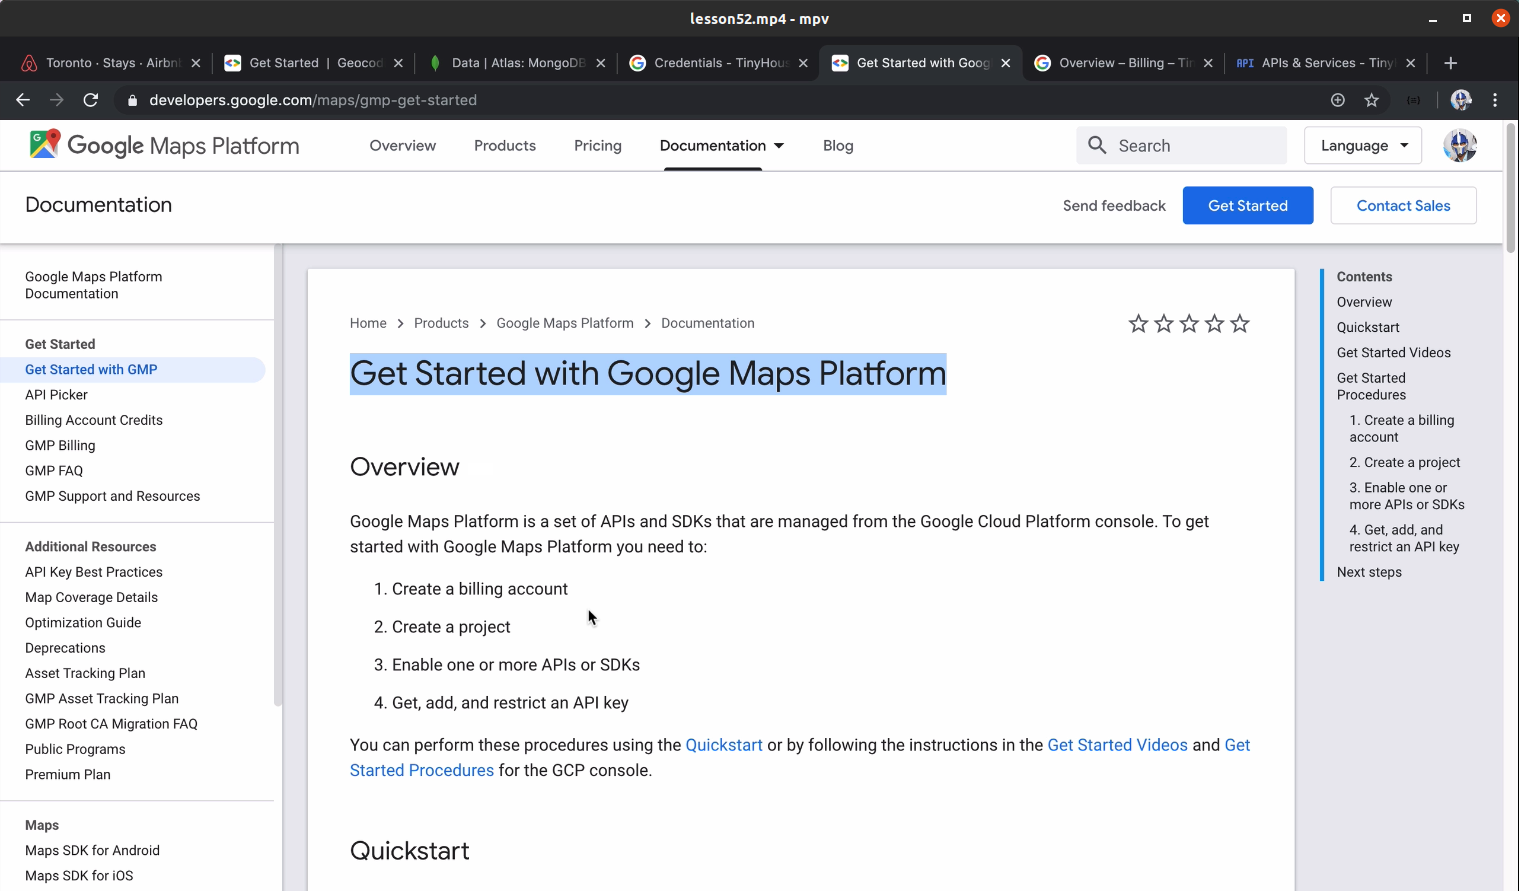 lesson52.mp4 - mpv
Toronto · Stays · Airbn
Get Started | Geocod
Data | Atlas: MongoDB
Credentials - TinyHous
Get Started with Goog
Overview – Billing – Tin
API APIs & Services - Tiny
developers.google.com/maps/gmp-get-started
Google Maps Platform
Overview
Products
Pricing
Documentation
Blog
Search
Language
Documentation
Send feedback
Get Started
Contact Sales
Google Maps Platform
Documentation
Get Started
Get Started with GMP
API Picker
Billing Account Credits
GMP Billing
GMP FAQ
GMP Support and Resources
Additional Resources
API Key Best Practices
Map Coverage Details
Optimization Guide
Deprecations
Asset Tracking Plan
GMP Asset Tracking Plan
GMP Root CA Migration FAQ
Public Programs
Premium Plan
Maps
Maps SDK for Android
Maps SDK for iOS
Home > Products > Google Maps Platform > Documentation
Get Started with Google Maps Platform
Overview
Google Maps Platform is a set of APIs and SDKs that are managed from the Google Cloud Platform console. To get
started with Google Maps Platform you need to:
1. Create a billing account
2. Create a project
3. Enable one or more APIs or SDKs
4. Get, add, and restrict an API key
You can perform these procedures using the Quickstart or by following the instructions in the Get Started Videos and Get
Started Procedures for the GCP console.
Quickstart
Contents
Overview
Quickstart
Get Started Videos
Get Started
Procedures
1. Create a billing
account
2. Create a project
3. Enable one or
more APIs or SDKs
4. Get, add, and
restrict an API key
Next steps